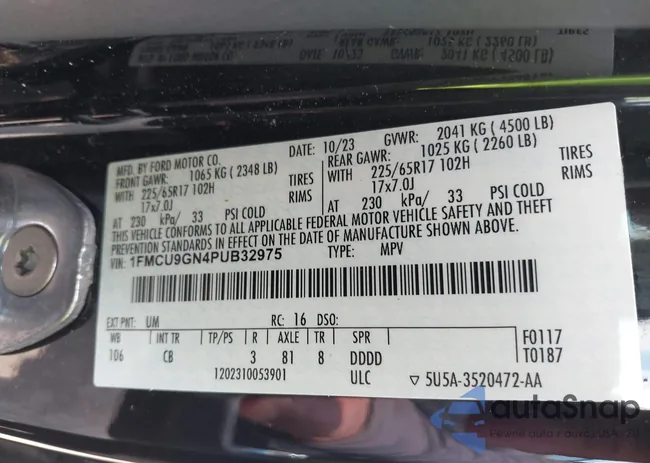 MFD. BY FORD MOTOR CO.
DATE: 10/23 GVWR: 2041 KG ( 4500 LB)
FRONT GAWR: 1065 KG ( 2348 LB) REAR GAWR: 1025 KG ( 2260 LB)
WITH 225/65R17 102H TIRES WITH 225/65R17 102H TIRES
17x7.0J RIMS 17x7.0J RIMS
AT 230 kPa/ 33 PSI COLD AT 230 kPa/ 33 PSI COLD
THIS VEHICLE CONFORMS TO ALL APPLICABLE FEDERAL MOTOR VEHICLE SAFETY AND THEFT
PREVENTION STANDARDS IN EFFECT ON THE DATE OF MANUFACTURE SHOWN ABOVE.
VIN: 1FMCU9GN4PUB32975 TYPE: MPV
EXT PNT: UM RC: 16 DSO:
WB INT TR TP/PS R AXLE TR SPR F0117
106 CB 3 81 8 DDDD T0187
1202310053901 ULC ▽ 5U5A-3520472-AA
autaSnap